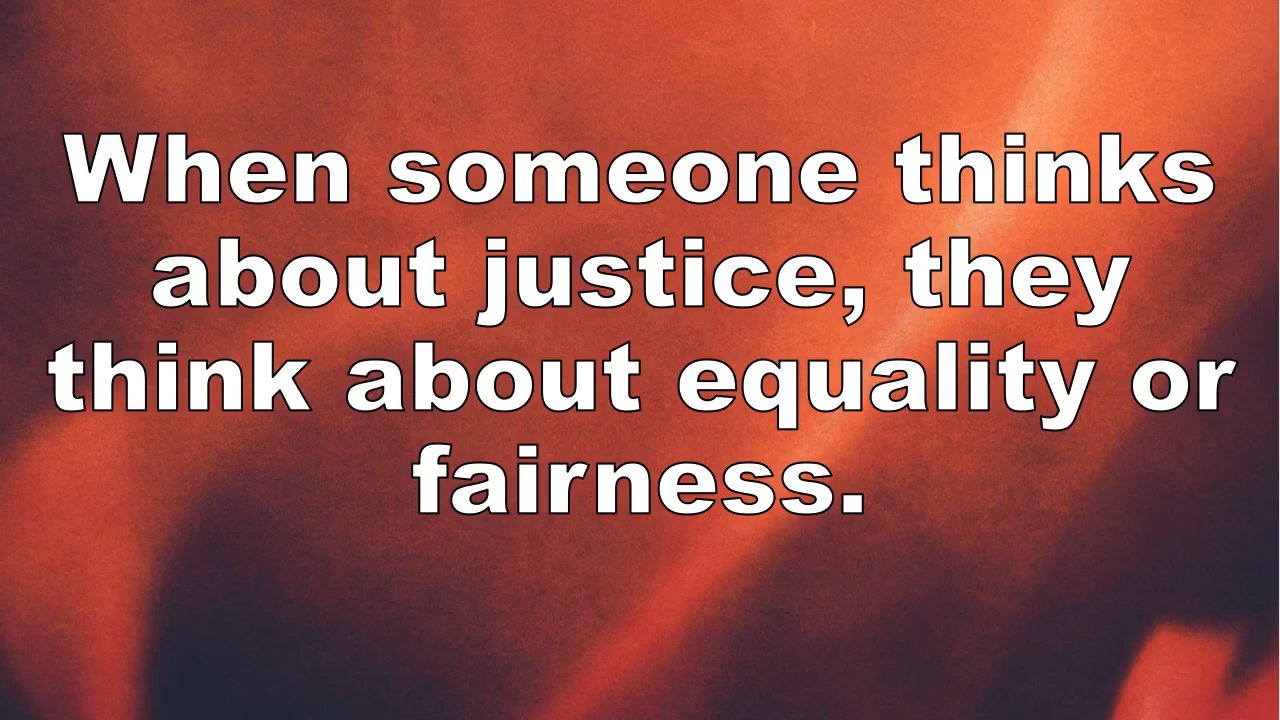 When someone thinks
about justice, they
think about equality or
fairness.